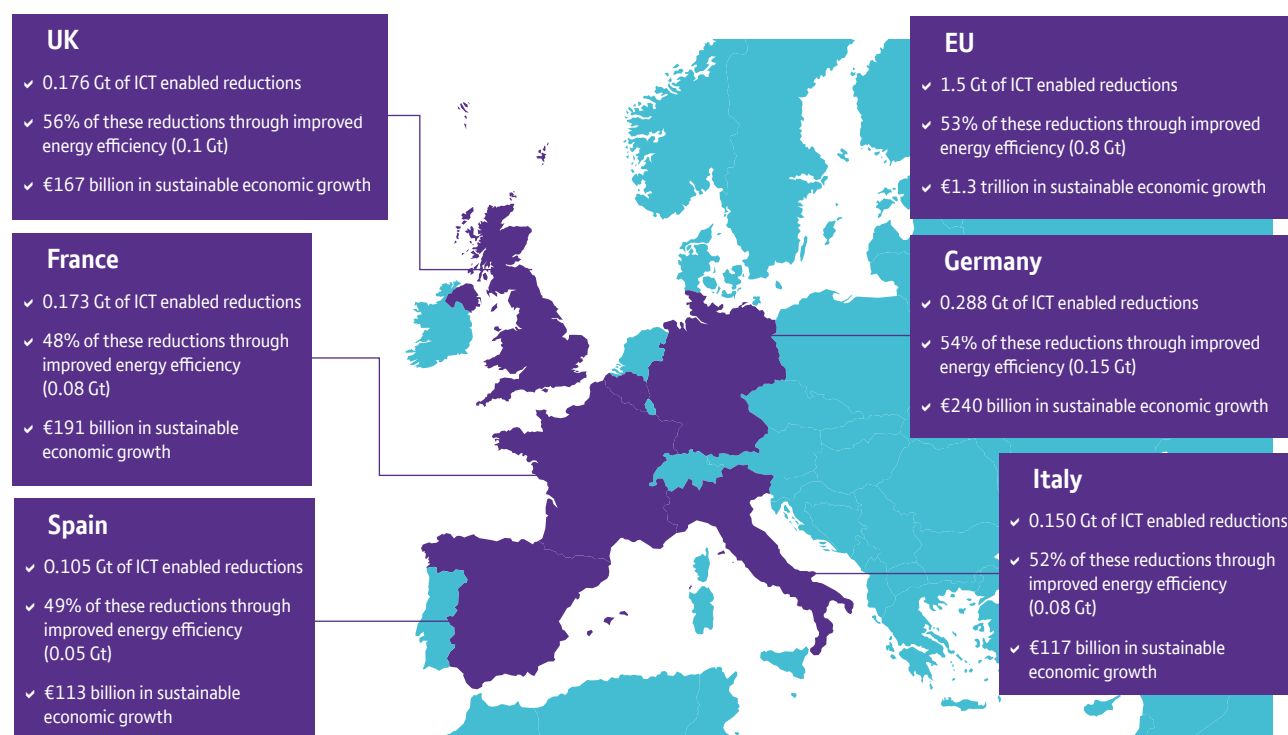 UK
0.176 Gt of ICT enabled reductions
56% of these reductions through improved
energy efficiency (0.1 Gt)
€167 billion in sustainable economic growth
France
0.173 Gt of ICT enabled reductions
48% of these reductions through
improved energy efficiency
(0.08 Gt)
€191 billion in sustainable
economic growth
Spain
0.105 Gt of ICT enabled reductions
49% of these reductions through
improved energy efficiency
(0.05 Gt)
€113 billion in sustainable
economic growth
EU
1.5 Gt of ICT enabled reductions
53% of these reductions through improved
energy efficiency (0.8 Gt)
€1.3 trillion in sustainable economic growth
Germany
0.288 Gt of ICT enabled reductions
54% of these reductions through improved
energy efficiency (0.15 Gt)
€240 billion in sustainable economic growth
Italy
0.150 Gt of ICT enabled reductions
52% of these reductions through
improved energy efficiency
(0.08 Gt)
€117 billion in sustainable
economic growth